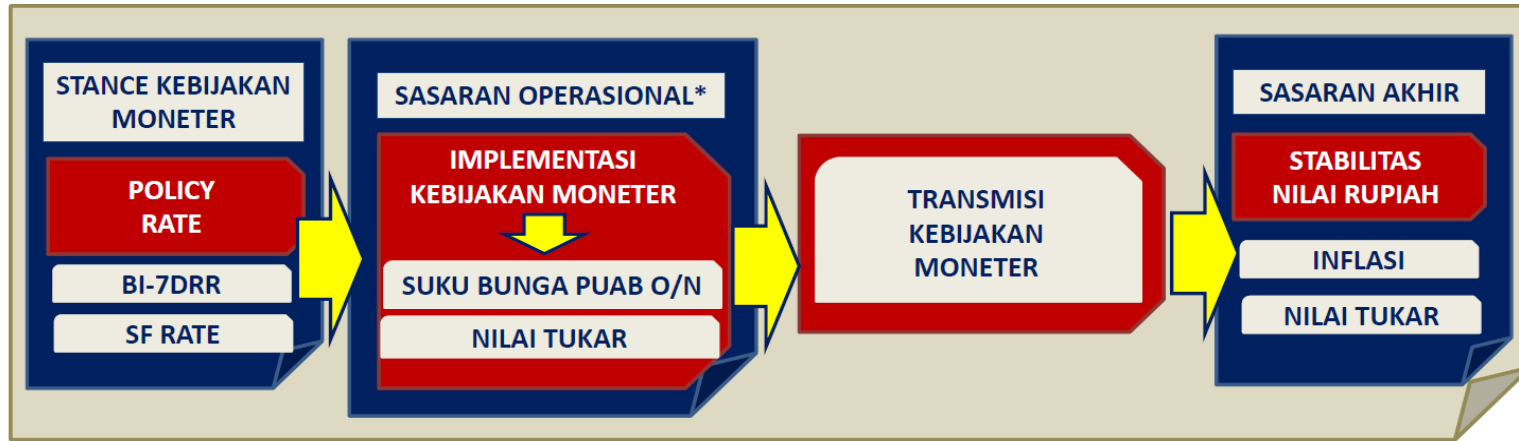 STANCE KEBIJAKAN
MONETER
POLICY
RATE
BI-7DRR
SF RATE
SASARAN OPERASIONAL*
IMPLEMENTASI
KEBIJAKAN MONETER
SUKU BUNGA PUAB O/N
NILAI TUKAR
TRANSMISI
KEBIJAKAN
MONETER
SASARAN AKHIR
STABILITAS
NILAI RUPIAH
INFLASI
NILAI TUKAR